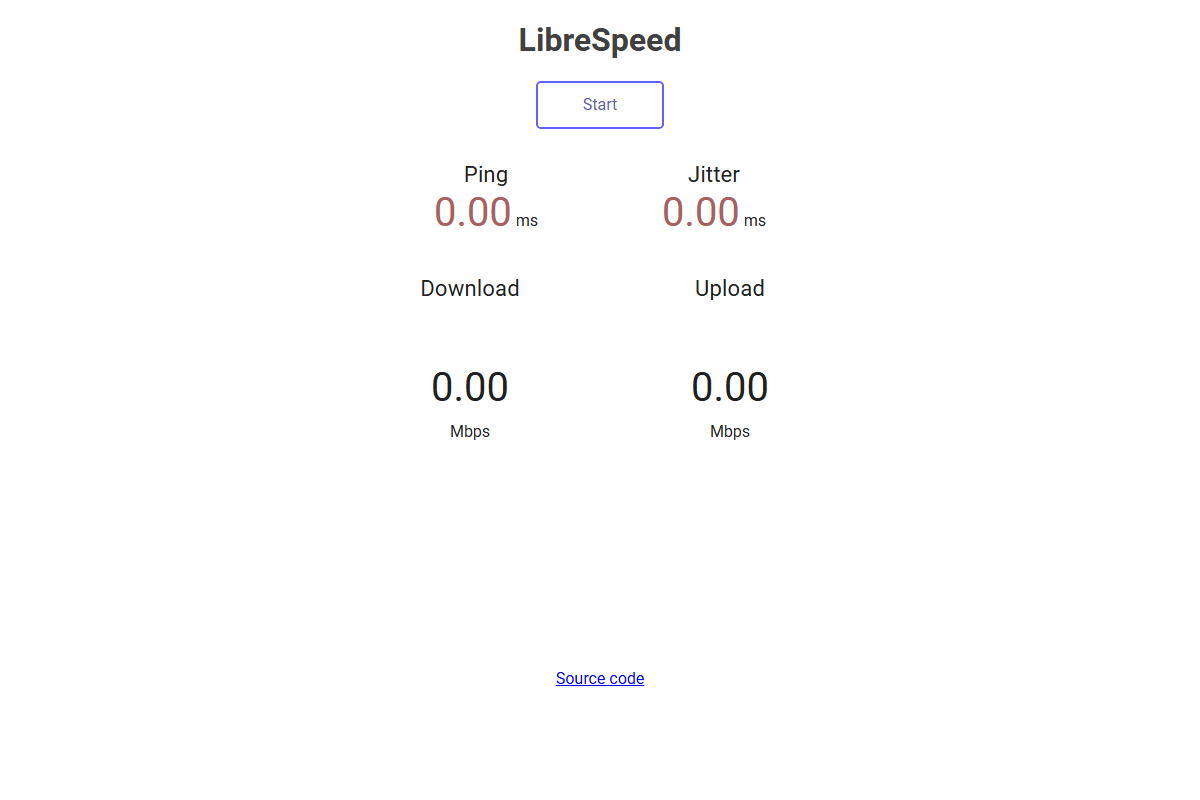 LibreSpeed
Start
Ping
Jitter
0.00 ms
0.00 ms
Download
Upload
0.00
0.00
Mbps
Mbps
Source code